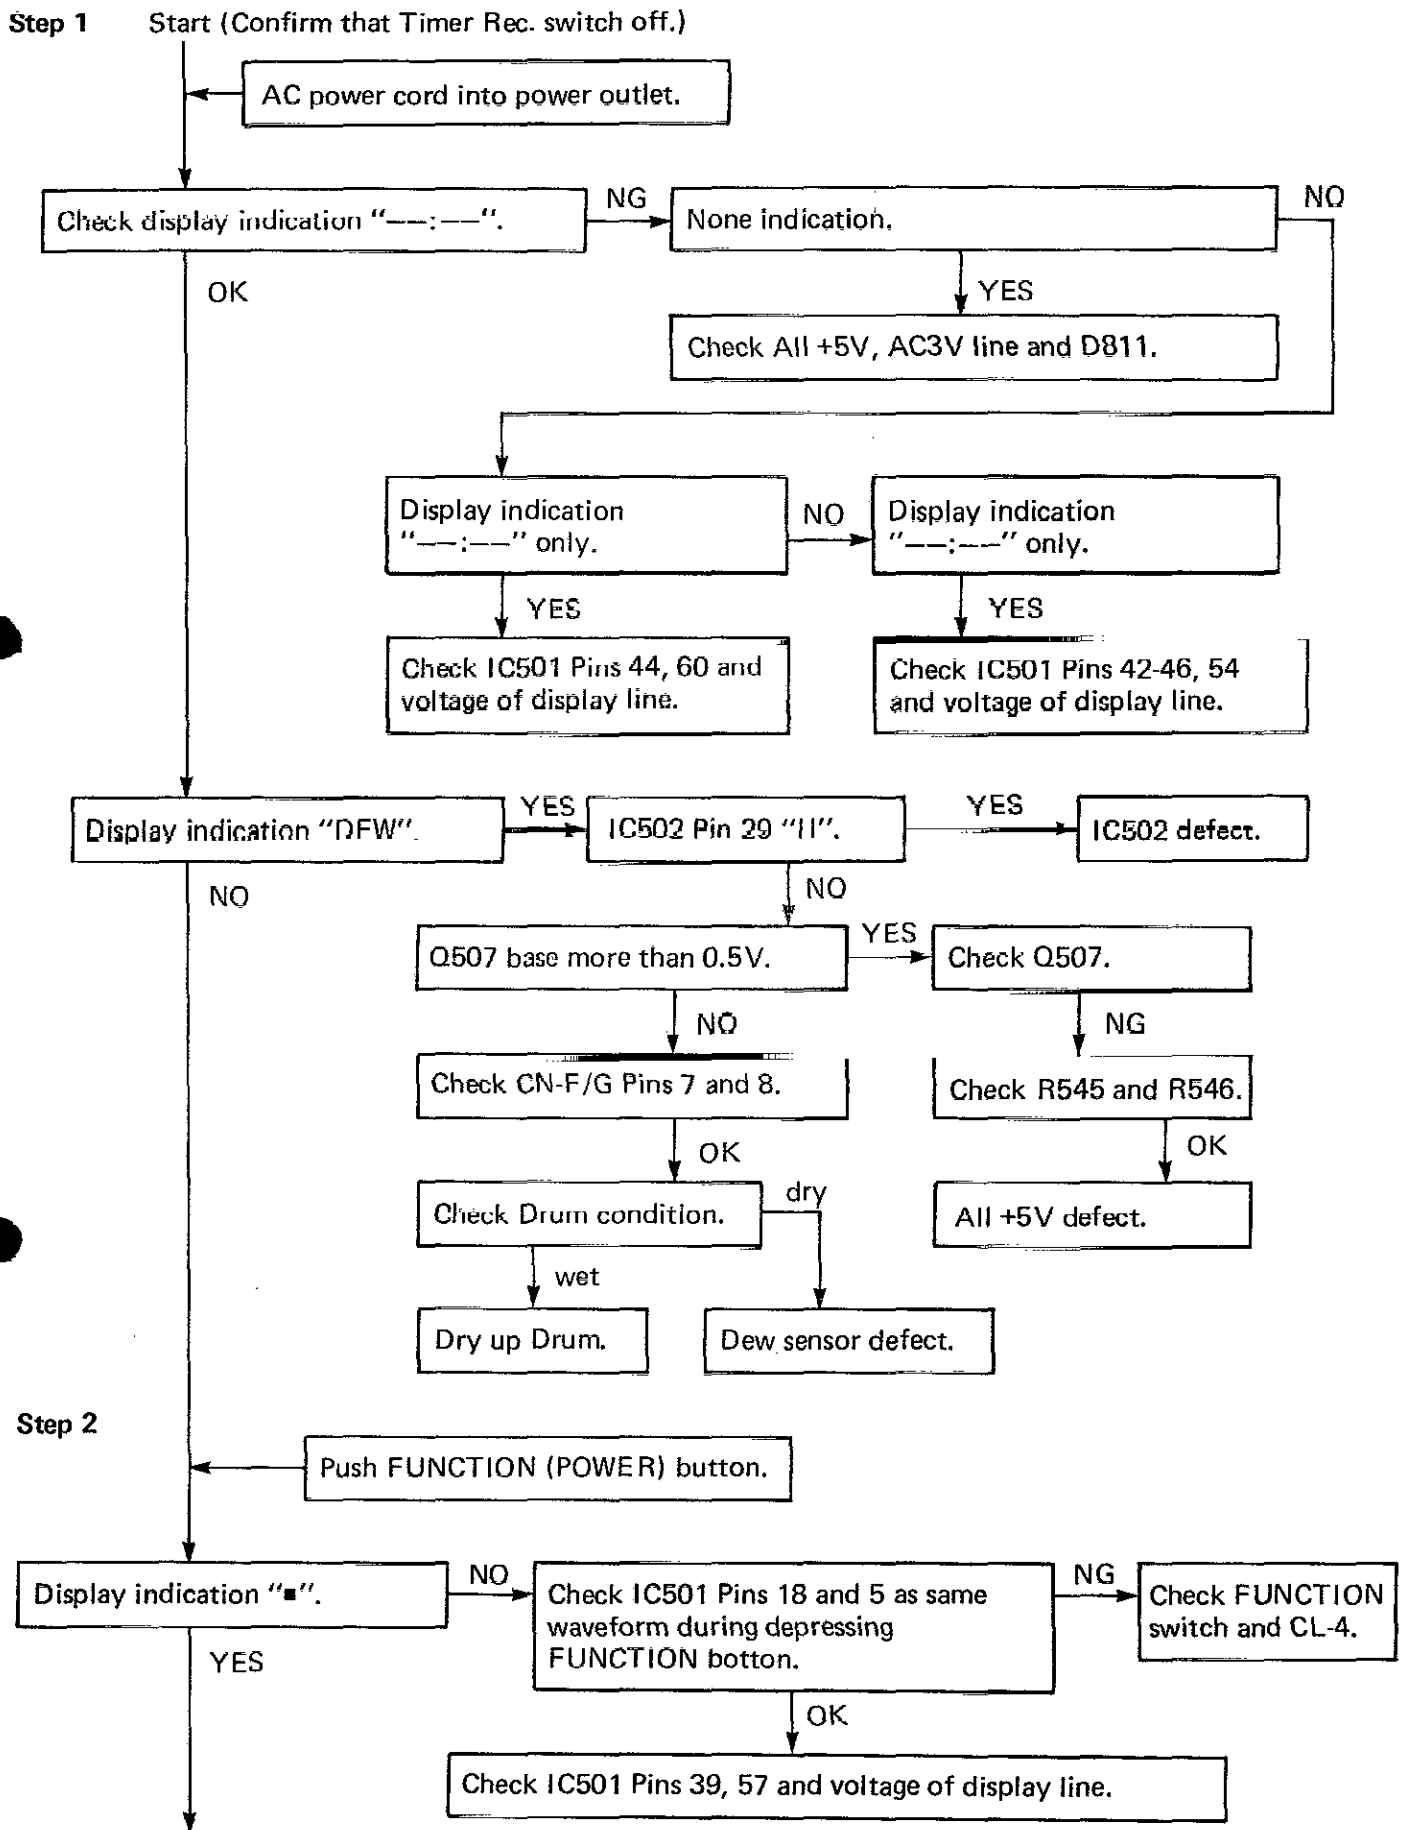 Step 1 Start (Confirm that Timer Rec. switch off.)
AC power cord into power outlet.
Check display indication "——:——".
NG
None indication.
NO
OK
YES
Check All +5V, AC3V line and D811.
Display indication
"——:——" only.
NO
Display indication
"——:——" only.
YES
YES
Check IC501 Pins 44, 60 and
voltage of display line.
Check IC501 Pins 42-46, 54
and voltage of display line.
Display indication "DEW".
YES
IC502 Pin 29 "H".
YES
IC502 defect.
NO
NO
Q507 base more than 0.5V.
YES
Check Q507.
NO
NG
Check CN-F/G Pins 7 and 8.
Check R545 and R546.
OK
OK
Check Drum condition.
dry
All +5V defect.
wet
Dry up Drum.
Dew sensor defect.
Step 2
Push FUNCTION (POWER) button.
Display indication "■".
NO
Check IC501 Pins 18 and 5 as same
waveform during depressing
FUNCTION botton.
NG
Check FUNCTION
switch and CL-4.
YES
OK
Check IC501 Pins 39, 57 and voltage of display line.